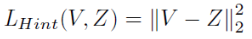 L_{Hint}(V, Z) = \|V - Z\|_2^2